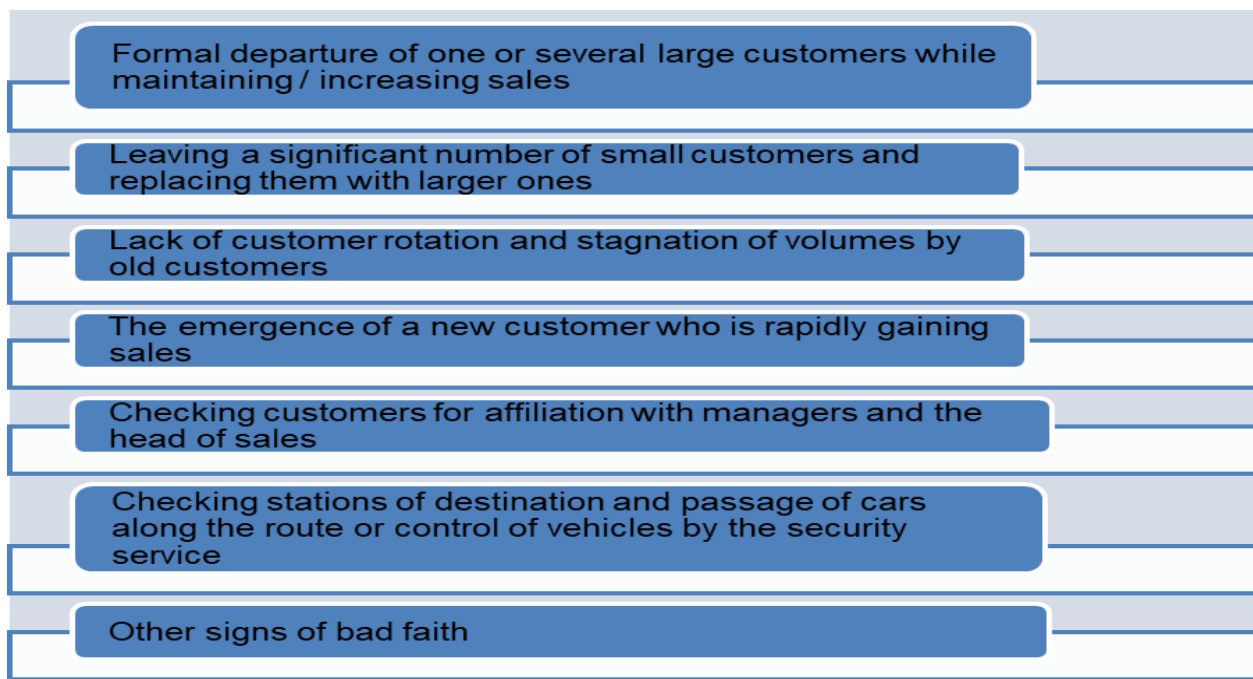 Formal departure of one or several large customers while
maintaining / increasing sales
Leaving a significant number of small customers and
replacing them with larger ones
Lack of customer rotation and stagnation of volumes by
old customers
The emergence of a new customer who is rapidly gaining
sales
Checking customers for affiliation with managers and the
head of sales
Checking stations of destination and passage of cars
along the route or control of vehicles by the security
service
Other signs of bad faith